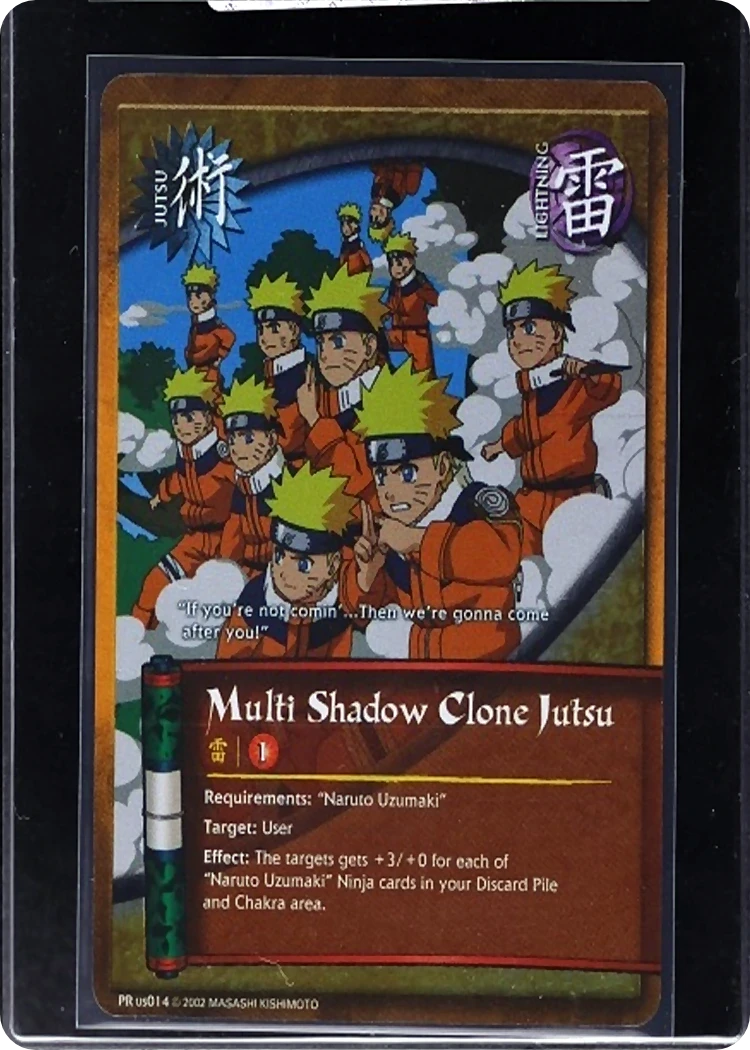 JUTSU
術
LIGHTNING
雷
"If you're not comin'...Then we're gonna come
after you!"
Multi Shadow Clone Jutsu
雷 1
Requirements: "Naruto Uzumaki"
Target: User
Effect: The targets gets +3/+0 for each of
"Naruto Uzumaki" Ninja cards in your Discard Pile
and Chakra area.
PR US014 © 2002 MASASHI KISHIMOTO